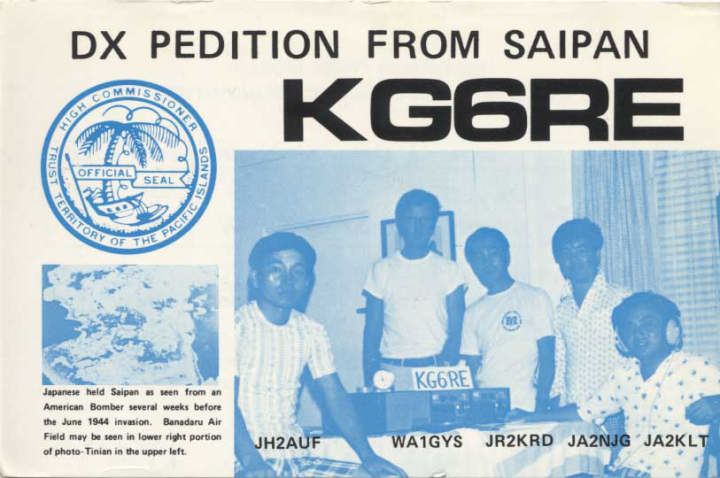 DX PEDITION FROM SAIPAN
KG6RE
HIGH COMMISSIONER
OFFICIAL SEAL
TRUST TERRITORY OF THE PACIFIC ISLANDS
Japanese held Saipan as seen from an
American Bomber several weeks before
the June 1944 invasion. Banadaru Air
Field may be seen in lower right portion
of photo-Tinian in the upper left.
KG6RE
JH2AUF WA1GYS JR2KRD JA2NJG JA2KLT